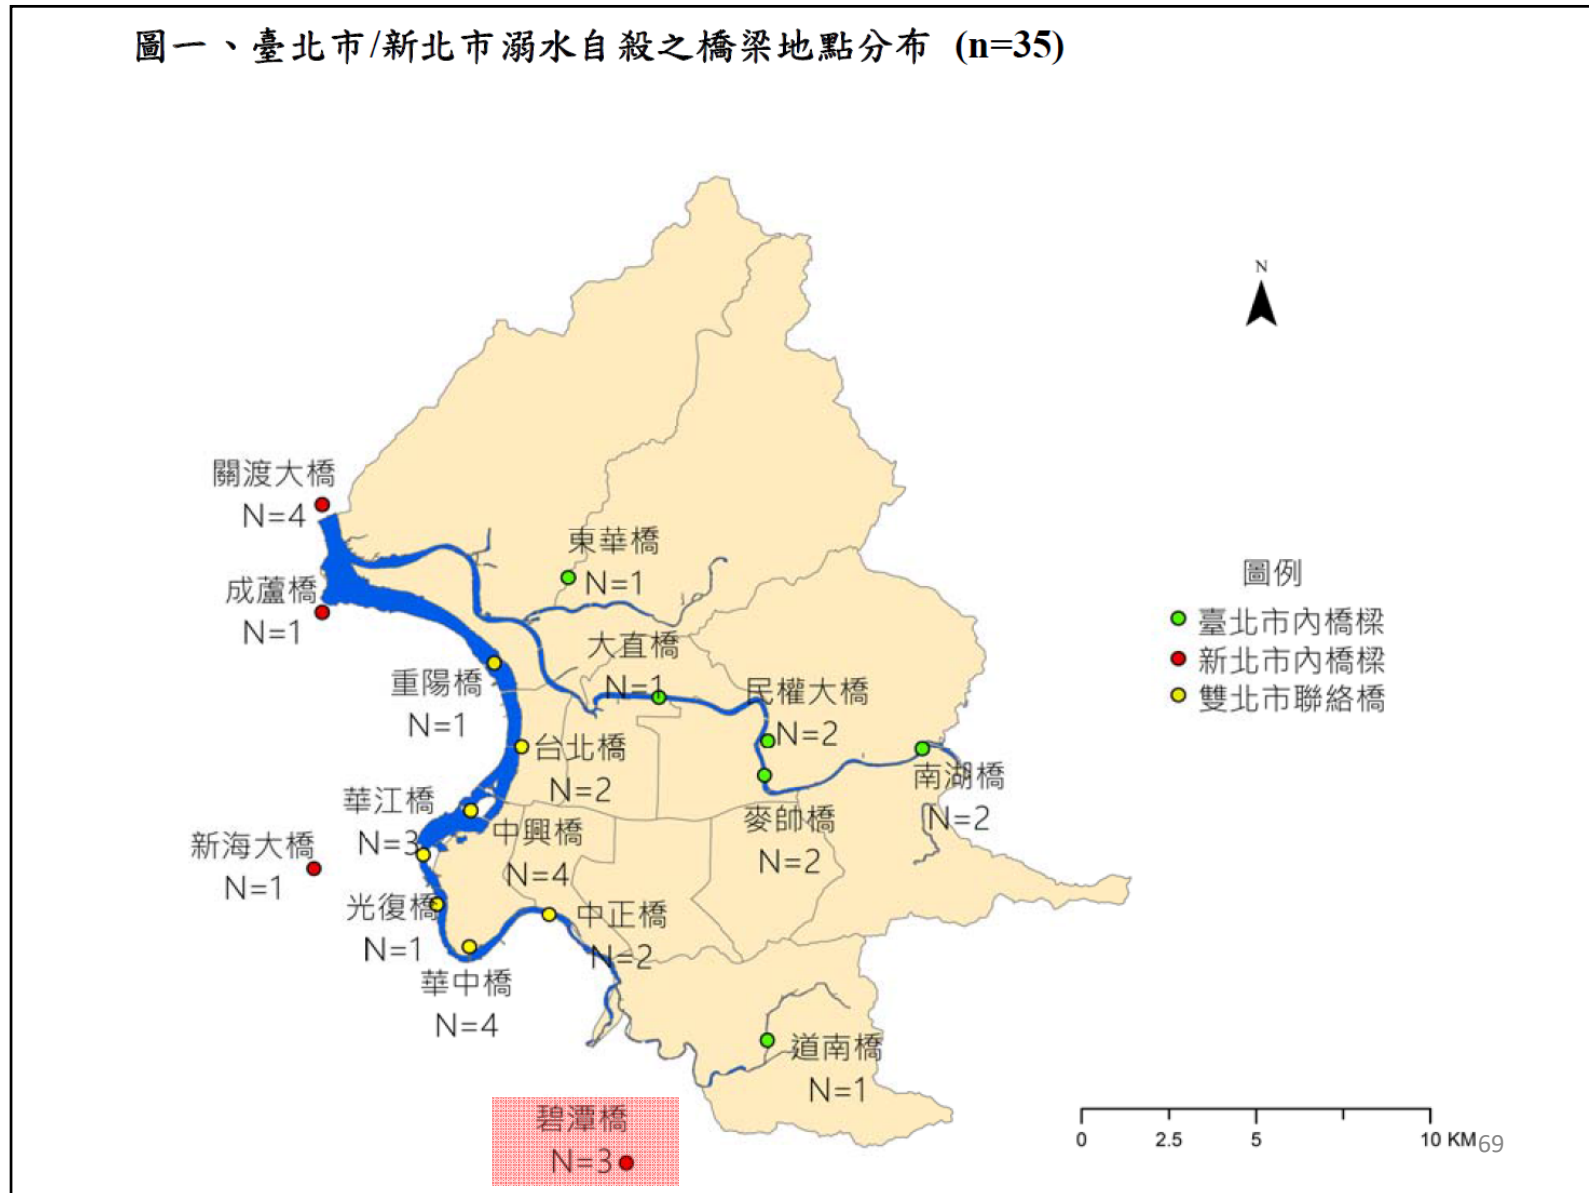 圖一、臺北市/新北市溺水自殺之橋梁地點分布 (n=35)
N
關渡大橋
N=4
東華橋
N=1
成蘆橋
N=1
大直橋
N=1
重陽橋
N=1
民權大橋
N=2
台北橋
N=2
南湖橋
N=2
華江橋
N=3
中興橋
N=4
麥帥橋
N=2
新海大橋
N=1
光復橋
N=1
中正橋
N=2
華中橋
N=4
道南橋
N=1
碧潭橋
N=3
圖例
臺北市內橋樑
新北市內橋樑
雙北市聯絡橋
0 2.5 5 10 KM
69